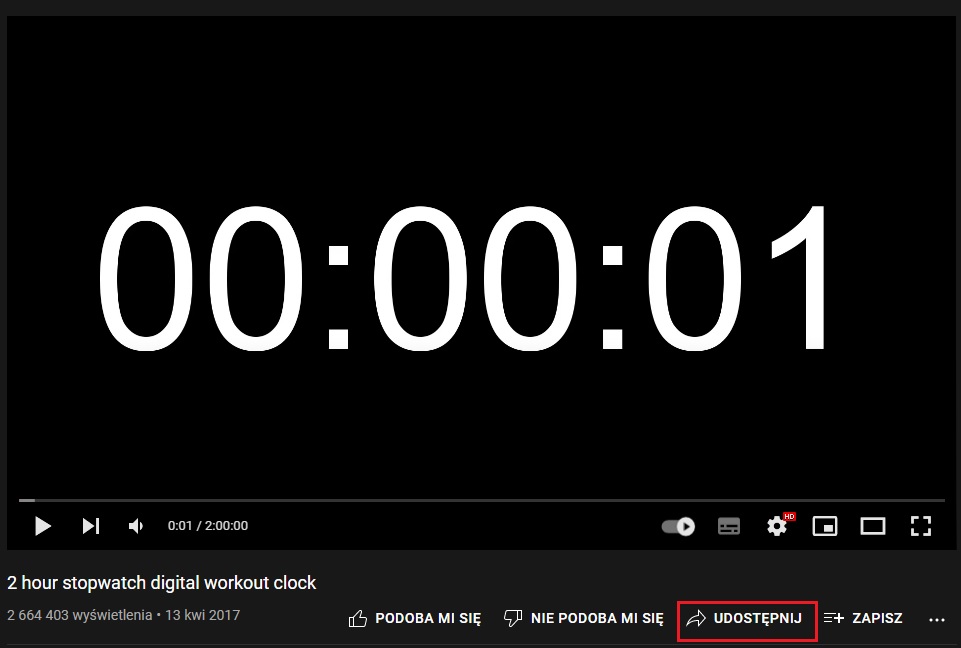 00:00:01
0:01 / 2:00:00
HD
2 hour stopwatch digital workout clock
2 664 403 wyświetlenia • 13 kwi 2017
PODOBA MI SIĘ NIE PODOBA MI SIĘ UDOSTĘPNIJ ZAPISZ